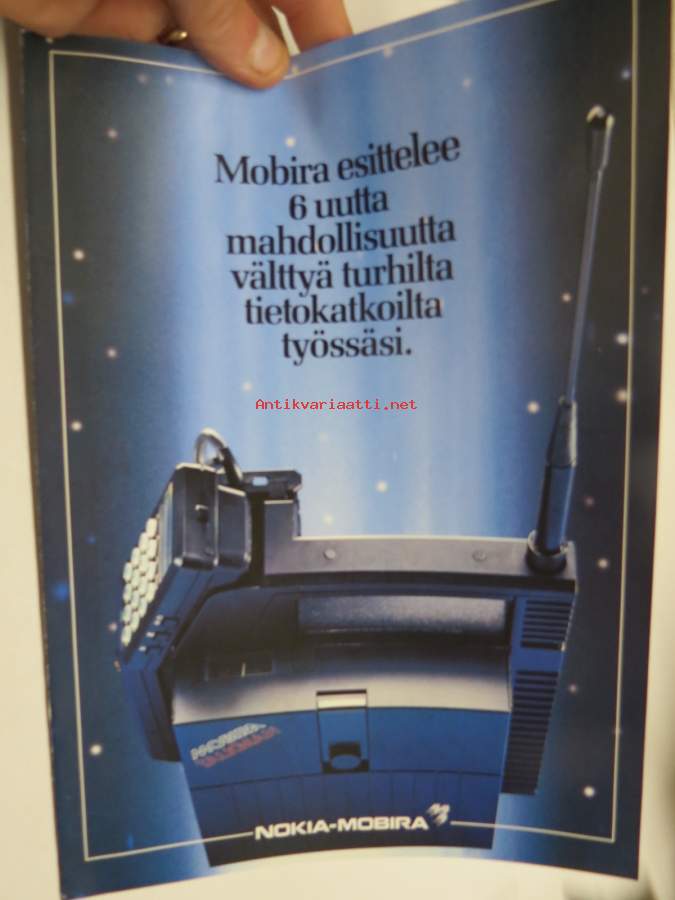 Mobira esittelee
6 uutta
mahdollisuutta
välttyä turhilta
tietokatkoilta
työssäsi.
Antikvariaatti.net
NOKIA-MOBIRA